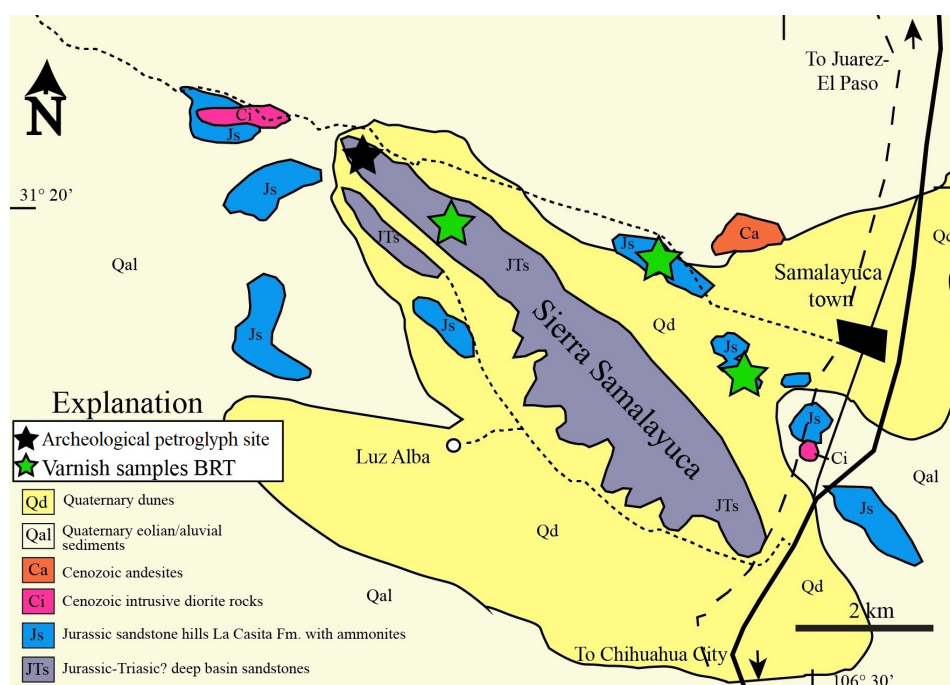 To Juarez-
El Paso
N
Ci
Js
31° 20’
Js
JTs
Qal
JTs
Js
Ca
Qd
Samalayuca
town
Qd
Js
Js
Js
Sierra Samalayuca
Explanation
Archeological petroglyph site
Varnish samples BRT
Luz Alba
Js
Ci
Qal
Js
JTs
Qd Quaternary dunes
Qal Quaternary eolian/aluvial
sediments
Ca Cenozoic andesites
Ci Cenozoic intrusive diorite rocks
Js Jurassic sandstone hills La Casita Fm. with ammonites
JTs Jurassic-Triasic? deep basin sandstones
Qd
Qal
Qd
2 km
To Chihuahua City
106° 30’